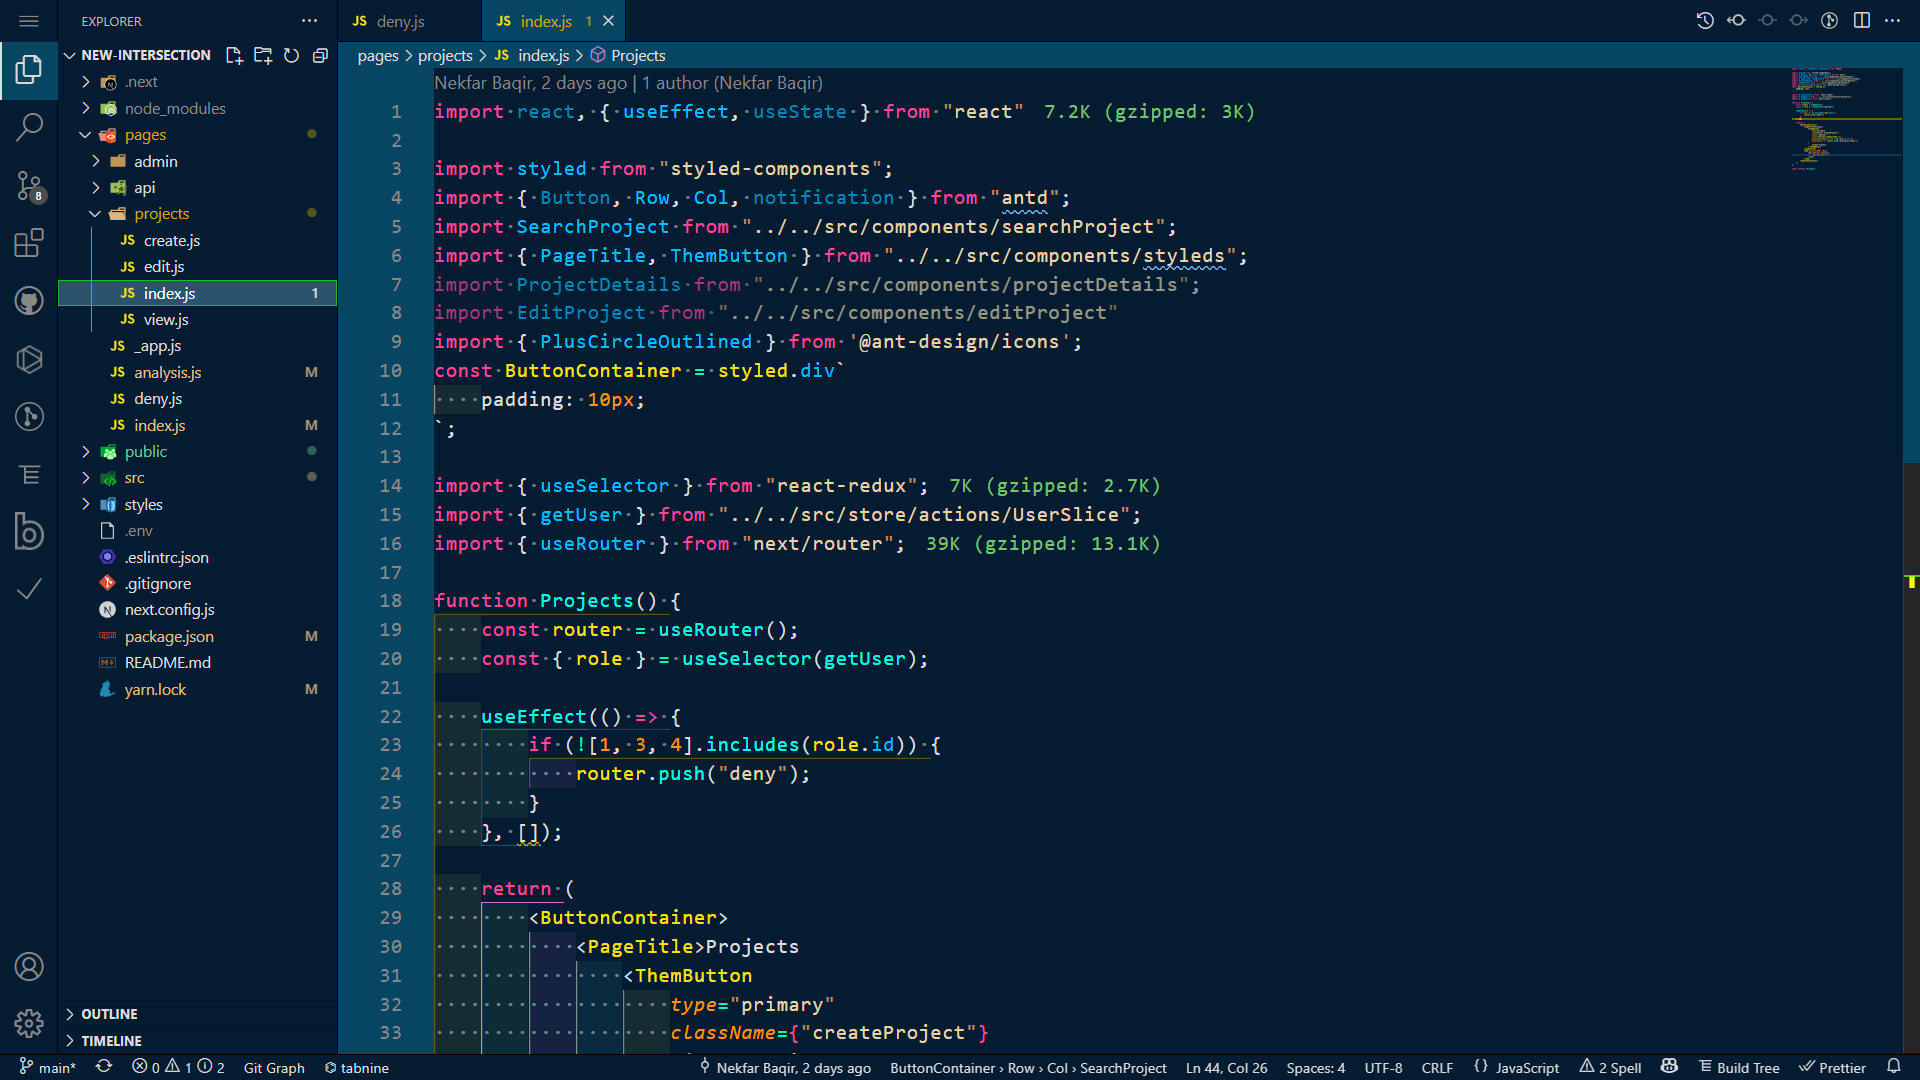 EXPLORER
NEW-INTERSECTION
.next
node_modules
pages
admin
api
projects
JS create.js
JS edit.js
JS index.js 1
JS view.js
JS _app.js
JS analysis.js M
JS deny.js
JS index.js M
public
src
styles
.env
.eslintrc.json
.gitignore
next.config.js
package.json M
README.md
yarn.lock M
OUTLINE
TIMELINE
8
JS deny.js
JS index.js 1
pages > projects > JS index.js > Projects
Nekfar Baqir, 2 days ago | 1 author (Nekfar Baqir)
1 import react, { useEffect, useState } from "react" 7.2K (gzipped: 3K)
2
3 import styled from "styled-components";
4 import { Button, Row, Col, notification } from "antd";
5 import SearchProject from "../../src/components/searchProject";
6 import { PageTitle, ThemButton } from "../../src/components/styleds";
7 import ProjectDetails from "../../src/components/projectDetails";
8 import EditProject from "../../src/components/editProject"
9 import { PlusCircleOutlined } from '@ant-design/icons';
10 const ButtonContainer = styled.div`
11 padding: 10px;
12 `;
13
14 import { useSelector } from "react-redux"; 7K (gzipped: 2.7K)
15 import { getUser } from "../../src/store/actions/UserSlice";
16 import { useRouter } from "next/router"; 39K (gzipped: 13.1K)
17
18 function Projects() {
19 const router = useRouter();
20 const { role } = useSelector(getUser);
21
22 useEffect(() => {
23 if (![1, 3, 4].includes(role.id)) {
24 router.push("deny");
25 }
26 }, []);
27
28 return (
29 <ButtonContainer>
30 <PageTitle>Projects
31 <ThemButton
32 type="primary"
33 className={"createProject"}
main* 0 1 2 Git Graph tabnine Nekfar Baqir, 2 days ago ButtonContainer › Row › Col › SearchProject Ln 44, Col 26 Spaces: 4 UTF-8 CRLF {} JavaScript 2 Spell Build Tree Prettier